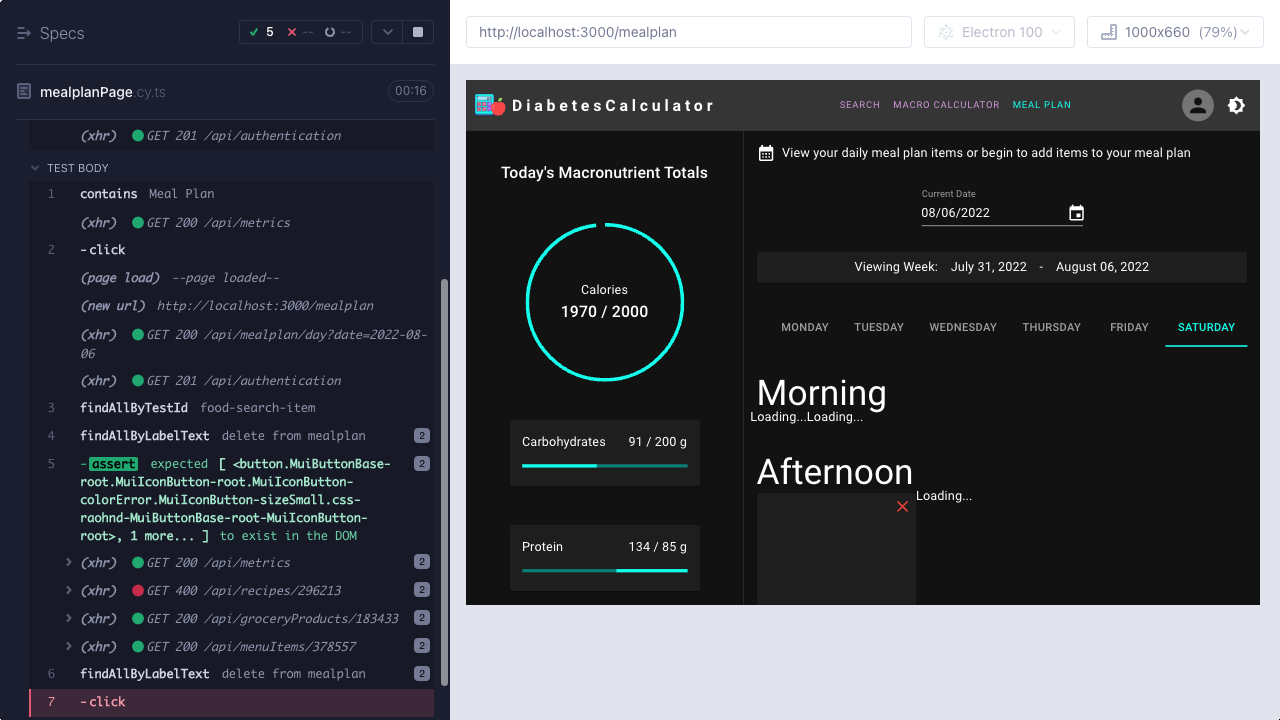 Specs
5 -- --
mealplanPage.cy.ts 00:16
(xhr) GET 201 /api/authentication
TEST BODY
1 contains Meal Plan
(xhr) GET 200 /api/metrics
2 -click
(page load) --page loaded--
(new url) http://localhost:3000/mealplan
(xhr) GET 200 /api/mealplan/day?date=2022-08-
06
(xhr) GET 201 /api/authentication
3 findAllByTestId food-search-item
4 findAllByLabelText delete from mealplan 2
5 -assert expected [ <button.MuiButtonBase- 2
root.MuiIconButton-root.MuiIconButton-
colorError.MuiIconButton-sizeSmall.css-
raohnd-MuiButtonBase-root-MuiIconButton-
root>, 1 more... ] to exist in the DOM
(xhr) GET 200 /api/metrics 2
(xhr) GET 400 /api/recipes/296213 2
(xhr) GET 200 /api/groceryProducts/183433 2
(xhr) GET 200 /api/menuItems/378557 2
6 findAllByLabelText delete from mealplan 2
7 -click
http://localhost:3000/mealplan Electron 100 1000x660 (79%)
DiabetesCalculator SEARCH MACRO CALCULATOR MEAL PLAN
Today's Macronutrient Totals
Calories
1970 / 2000
Carbohydrates 91 / 200 g
Protein 134 / 85 g
View your daily meal plan items or begin to add items to your meal plan
Current Date
08/06/2022
Viewing Week: July 31, 2022 - August 06, 2022
MONDAY TUESDAY WEDNESDAY THURSDAY FRIDAY SATURDAY
Morning
Loading...Loading...
Afternoon
Loading...